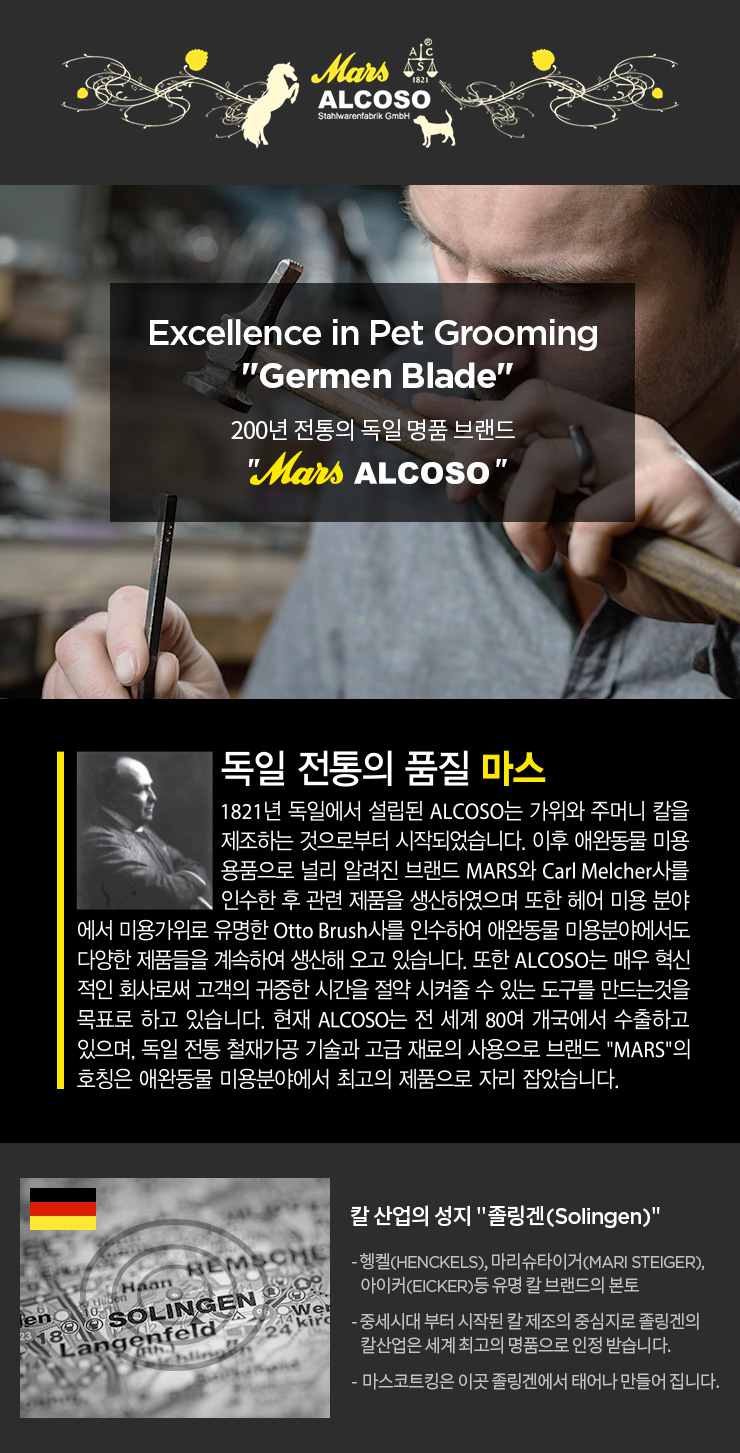 Mars
ACS
1821
®
ALCOSO
Stahlwarenfabrik GmbH
Excellence in Pet Grooming
"Germen Blade"
200년 전통의 독일 명품 브랜드
"Mars ALCOSO"
독일 전통의 품질 마스
1821년 독일에서 설립된 ALCOSO는 가위와 주머니 칼을
제조하는 것으로부터 시작되었습니다. 이후 애완동물 미용
용품으로 널리 알려진 브랜드 MARS와 Carl Melcher사를
인수한 후 관련 제품을 생산하였으며 또한 헤어 미용 분야
에서 미용가위로 유명한 Otto Brush사를 인수하여 애완동물 미용분야에서도
다양한 제품들을 계속하여 생산해 오고 있습니다. 또한 ALCOSO는 매우 혁신
적인 회사로써 고객의 귀중한 시간을 절약 시켜줄 수 있는 도구를 만드는것을
목표로 하고 있습니다. 현재 ALCOSO는 전 세계 80여 개국에서 수출하고
있으며, 독일 전통 철재가공 기술과 고급 재료의 사용으로 브랜드 "MARS"의
호칭은 애완동물 미용분야에서 최고의 제품으로 자리 잡았습니다.
REMSCHE
Haan
SOLINGEN
Langenfeld
칼 산업의 성지 "졸링겐(Solingen)"
- 헹켈(HENCKELS), 마리슈타이거(MARI STEIGER),
아이커(EICKER)등 유명 칼 브랜드의 본토
- 중세시대 부터 시작된 칼 제조의 중심지로 졸링겐의
칼산업은 세계 최고의 명품으로 인정 받습니다.
- 마스코트킹은 이곳 졸링겐에서 태어나 만들어 집니다.